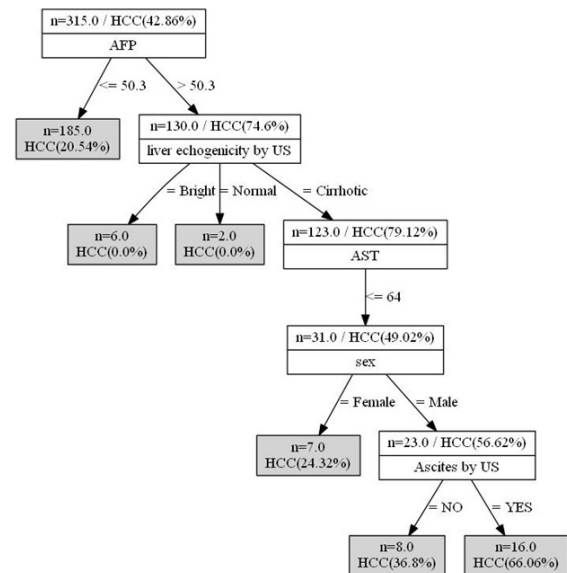 n=315.0 / HCC(42.86%)
AFP
<= 50.3
> 50.3
n=185.0
HCC(20.54%)
n=130.0 / HCC(74.6%)
liver echogenicity by US
= Bright
= Normal
= Cirrhotic
n=6.0
HCC(0.0%)
n=2.0
HCC(0.0%)
n=123.0 / HCC(79.12%)
AST
<= 64
n=31.0 / HCC(49.02%)
sex
= Female
= Male
n=7.0
HCC(24.32%)
n=23.0 / HCC(56.62%)
Ascites by US
= NO
= YES
n=8.0
HCC(36.8%)
n=16.0
HCC(66.06%)